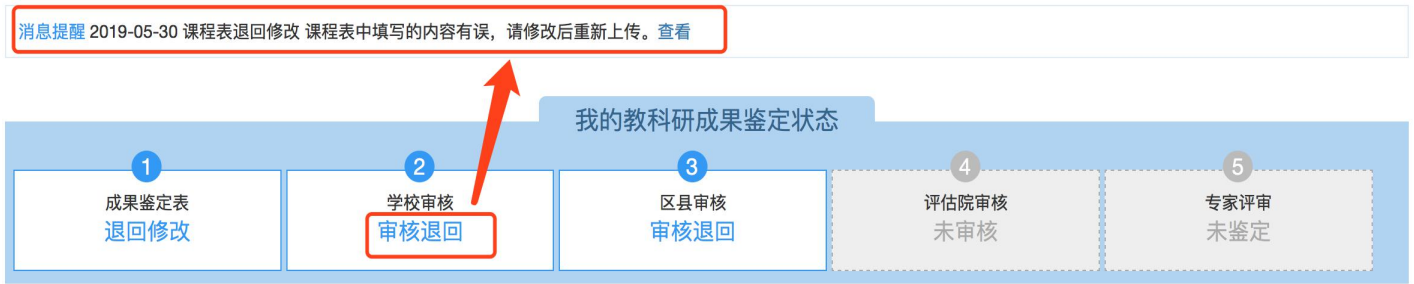 消息提醒 2019-05-30 课程表退回修改 课程表中填写的内容有误，请修改后重新上传。查看
我的教科研成果鉴定状态
1 2 3 4 5
成果鉴定表 学校审核 区县审核 评估院审核 专家评审
退回修改 审核退回 审核退回 未审核 未鉴定